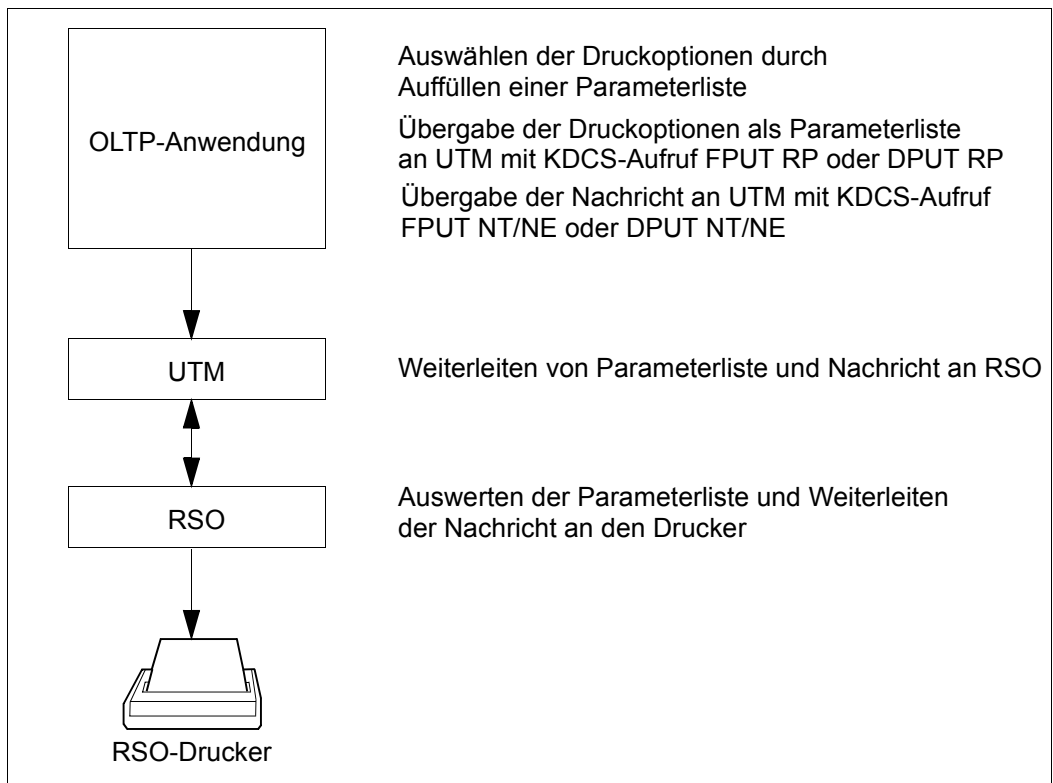 Auswählen der Druckoptionen durch
Auffüllen einer Parameterliste
OLTP-Anwendung
Übergabe der Druckoptionen als Parameterliste
an UTM mit KDCS-Aufruf FPUT RP oder DPUT RP
Übergabe der Nachricht an UTM mit KDCS-Aufruf
FPUT NT/NE oder DPUT NT/NE
UTM
Weiterleiten von Parameterliste und Nachricht an RSO
RSO
Auswerten der Parameterliste und Weiterleiten
der Nachricht an den Drucker
RSO-Drucker